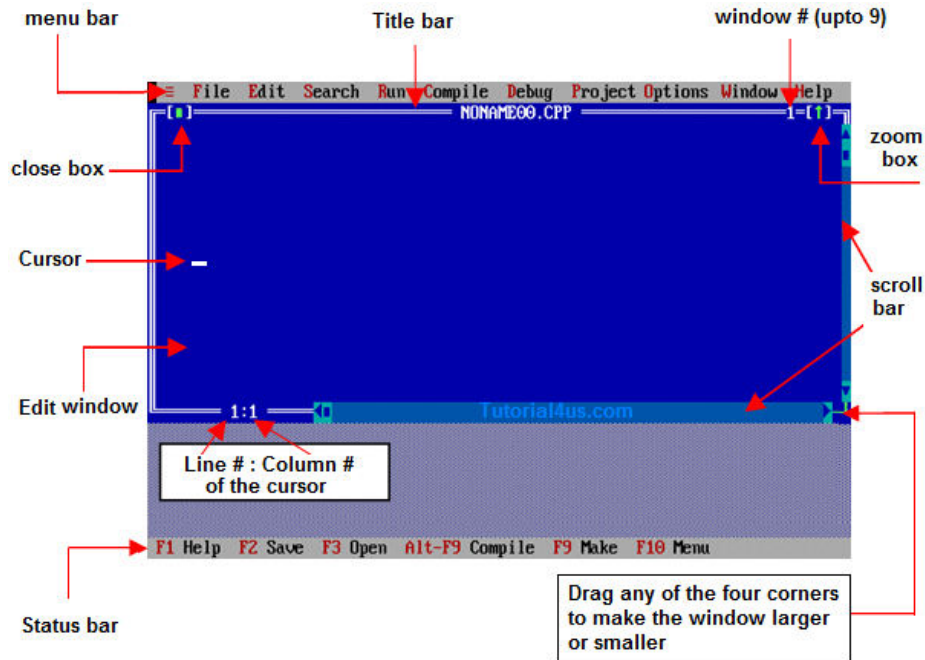 menu bar
Title bar
window # (upto 9)
≡ File Edit Search Run Compile Debug Project Options Window Help
[■] NONAME00.CPP 1=[↑]
zoom
box
close box
Cursor
scroll
bar
Edit window
1:1
Tutorial4us.com
Line # : Column #
of the cursor
F1 Help F2 Save F3 Open Alt-F9 Compile F9 Make F10 Menu
Drag any of the four corners
to make the window larger
or smaller
Status bar